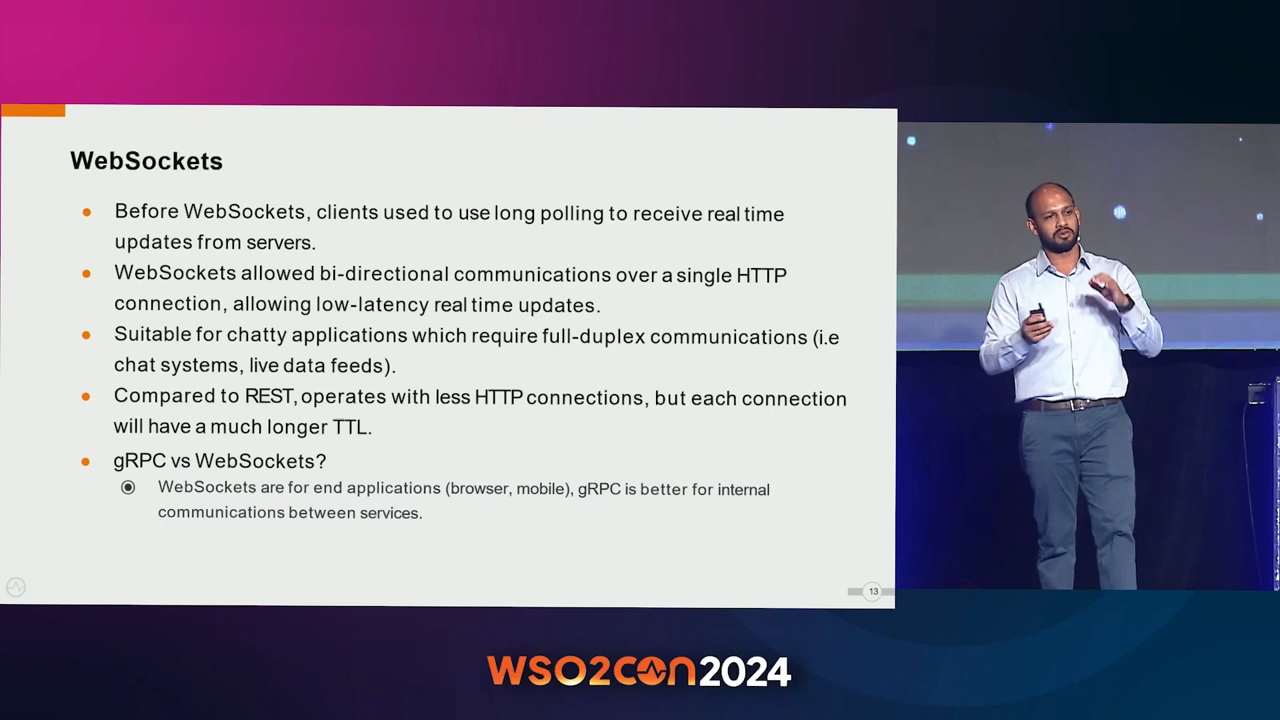 WebSockets
Before WebSockets, clients used to use long polling to receive real time
updates from servers.
WebSockets allowed bi-directional communications over a single HTTP
connection, allowing low-latency real time updates.
Suitable for chatty applications which require full-duplex communications (i.e
chat systems, live data feeds).
Compared to REST, operates with less HTTP connections, but each connection
will have a much longer TTL.
gRPC vs WebSockets?
WebSockets are for end applications (browser, mobile), gRPC is better for internal
communications between services.
13
WSO2CON2024